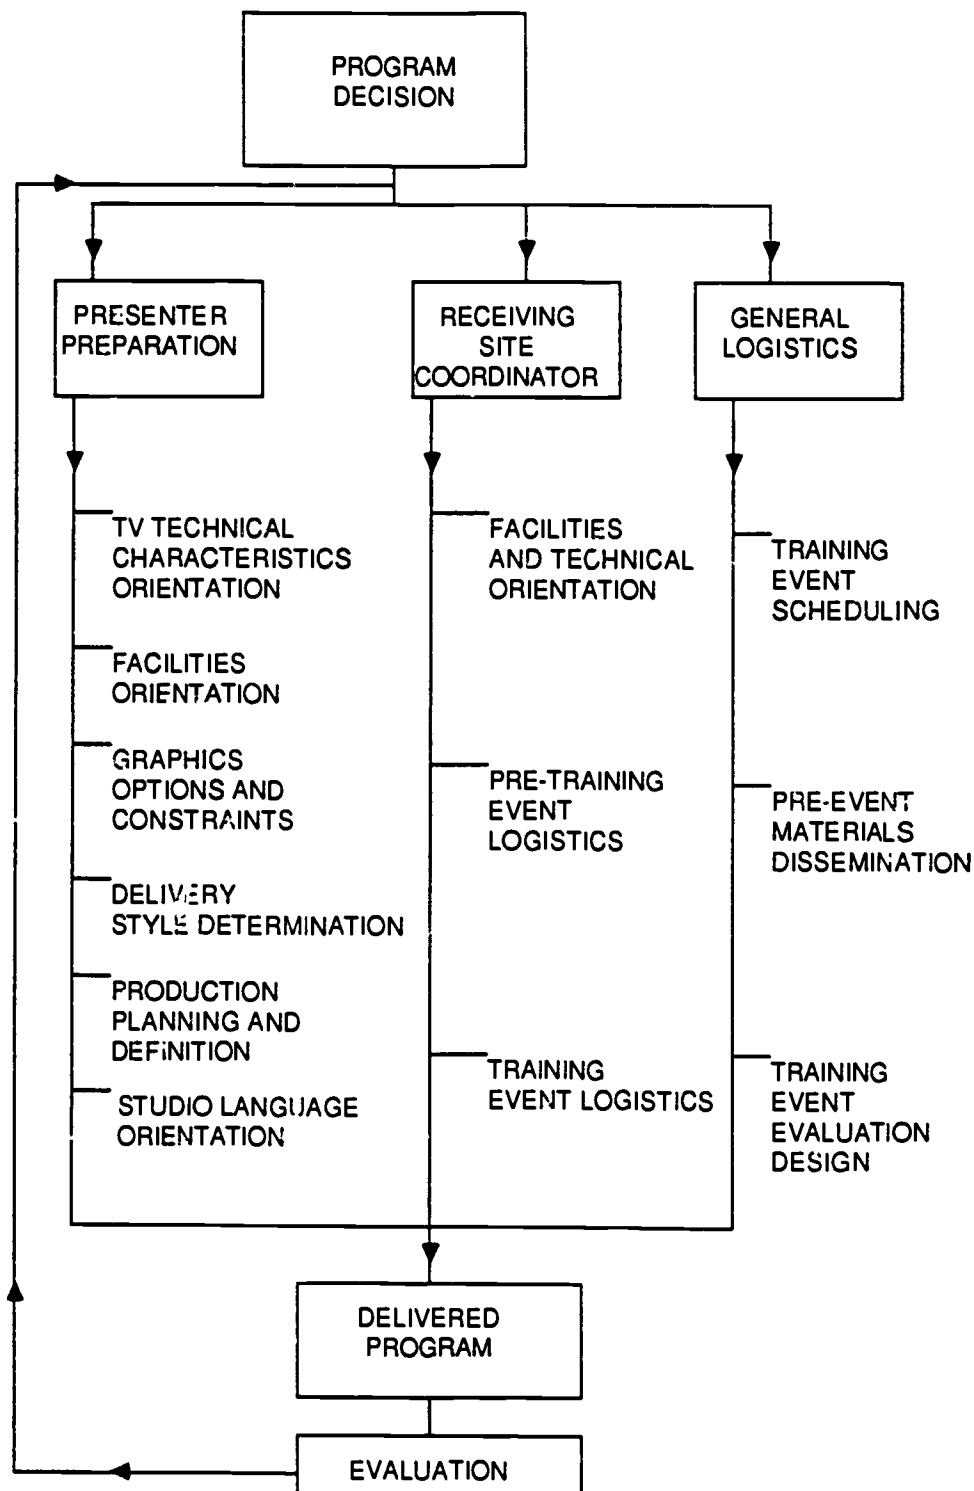 PROGRAM
DECISION
PRESENTER
PREPARATION
RECEIVING
SITE
COORDINATOR
GENERAL
LOGISTICS
TV TECHNICAL
CHARACTERISTICS
ORIENTATION
FACILITIES
ORIENTATION
GRAPHICS
OPTIONS AND
CONSTRAINTS
DELIVERY
STYLE DETERMINATION
PRODUCTION
PLANNING AND
DEFINITION
STUDIO LANGUAGE
ORIENTATION
FACILITIES
AND TECHNICAL
ORIENTATION
PRE-TRAINING
EVENT
LOGISTICS
TRAINING
EVENT LOGISTICS
TRAINING
EVENT
SCHEDULING
PRE-EVENT
MATERIALS
DISSEMINATION
TRAINING
EVENT
EVALUATION
DESIGN
DELIVERED
PROGRAM
EVALUATION